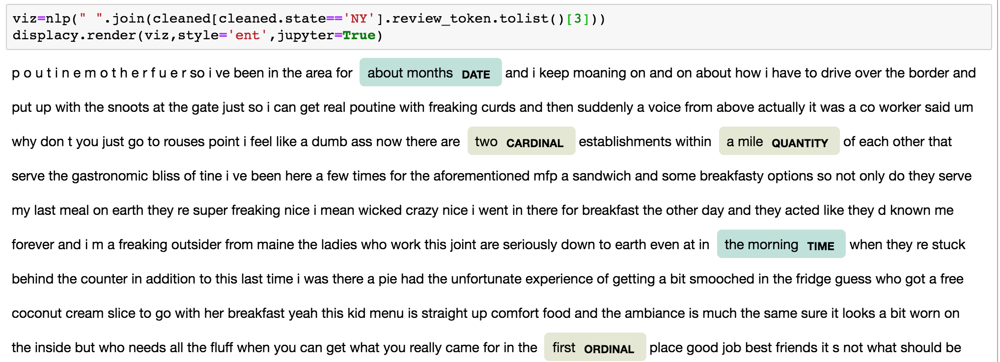 viz=nlp(" ".join(cleaned[cleaned.state=='NY'].review_token.tolist()[3]))
displacy.render(viz,style='ent',jupyter=True)
p o u t i n e m o t h e r f u e r so i ve been in the area for about months DATE and i keep moaning on and on about how i have to drive over the border and
put up with the snoots at the gate just so i can get real poutine with freaking curds and then suddenly a voice from above actually it was a co worker said um
why don t you just go to rouses point i feel like a dumb ass now there are two CARDINAL establishments within a mile QUANTITY of each other that
serve the gastronomic bliss of tine i ve been here a few times for the aforementioned mfp a sandwich and some breakfasty options so not only do they serve
my last meal on earth they re super freaking nice i mean wicked crazy nice i went in there for breakfast the other day and they acted like they d known me
forever and i m a freaking outsider from maine the ladies who work this joint are seriously down to earth even at in the morning TIME when they re stuck
behind the counter in addition to this last time i was there a pie had the unfortunate experience of getting a bit smooched in the fridge guess who got a free
coconut cream slice to go with her breakfast yeah this kid menu is straight up comfort food and the ambiance is much the same sure it looks a bit worn on
the inside but who needs all the fluff when you can get what you really came for in the first ORDINAL place good job best friends it s not what should be